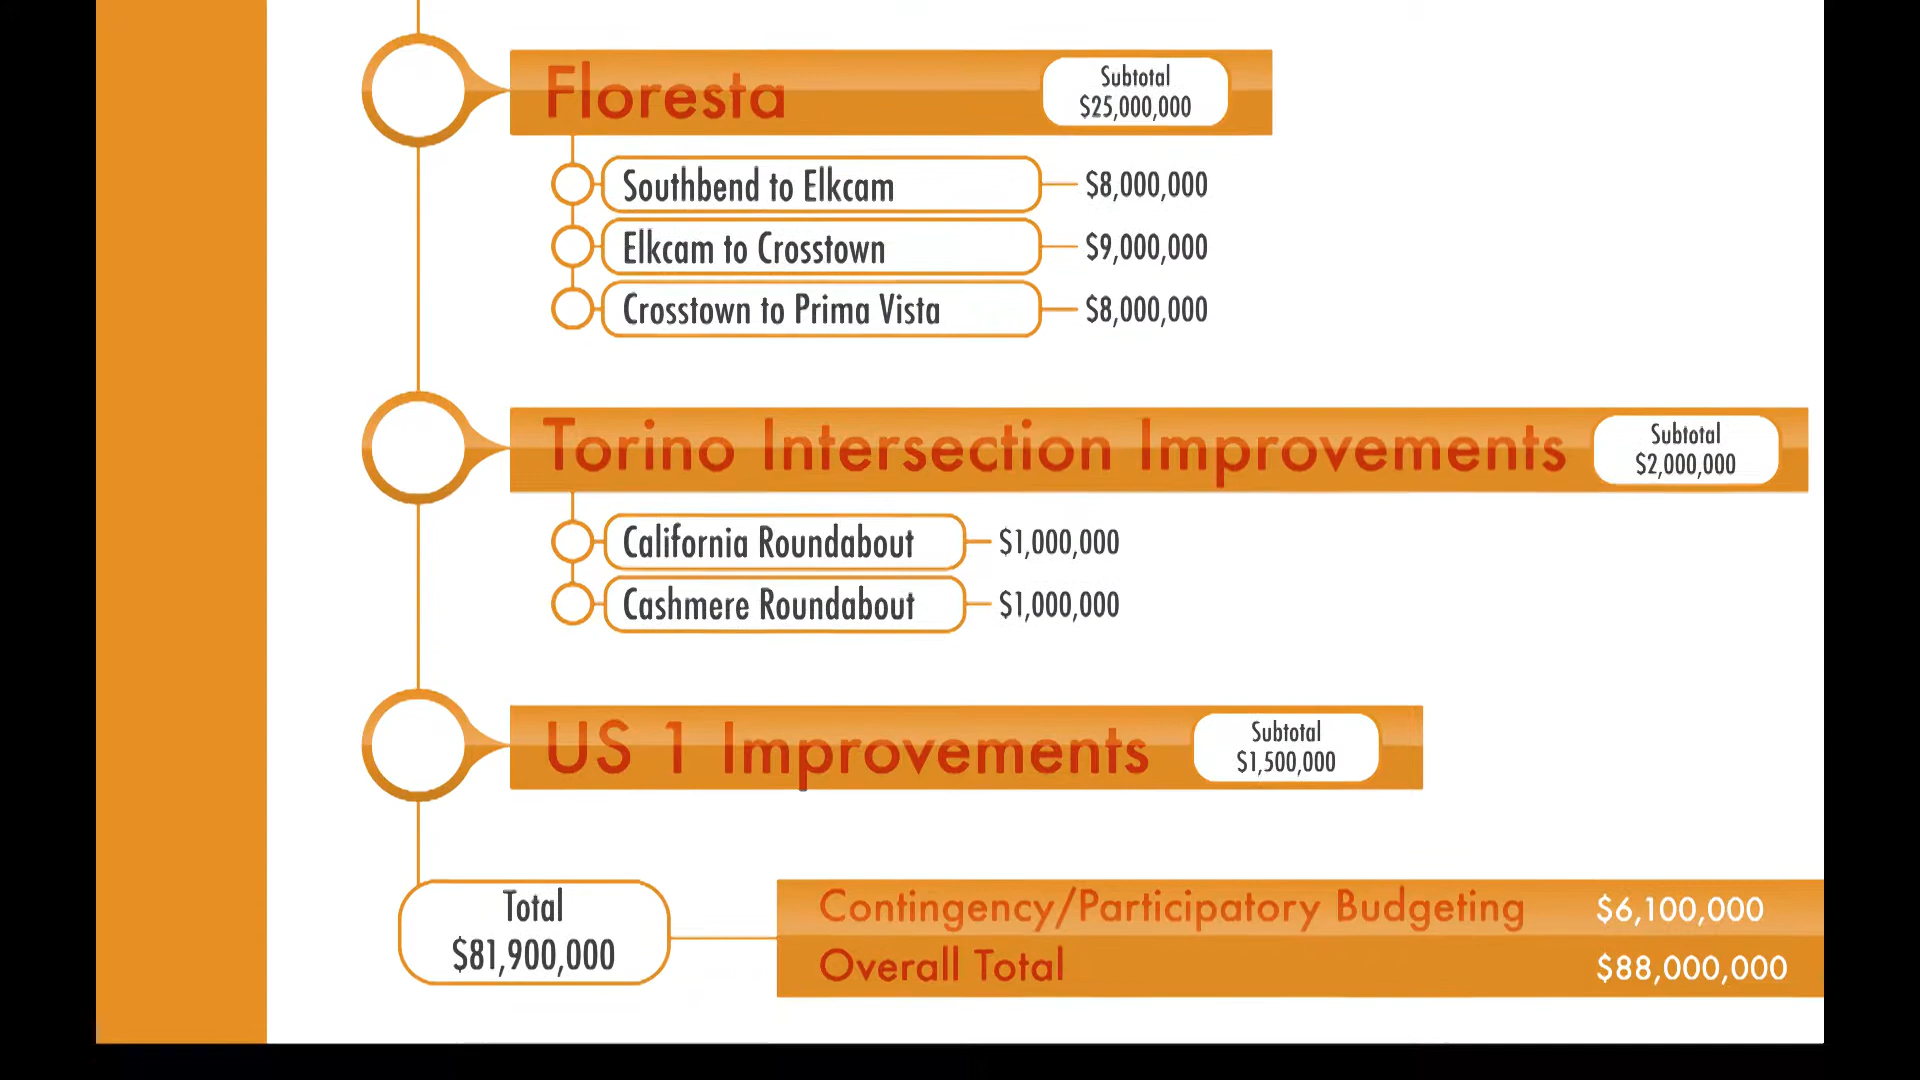 Floresta
Subtotal
$25,000,000
Southbend to Elkcam $8,000,000
Elkcam to Crosstown $9,000,000
Crosstown to Prima Vista $8,000,000
Torino Intersection Improvements
Subtotal
$2,000,000
California Roundabout $1,000,000
Cashmere Roundabout $1,000,000
US 1 Improvements
Subtotal
$1,500,000
Total
$81,900,000
Contingency/Participatory Budgeting $6,100,000
Overall Total $88,000,000